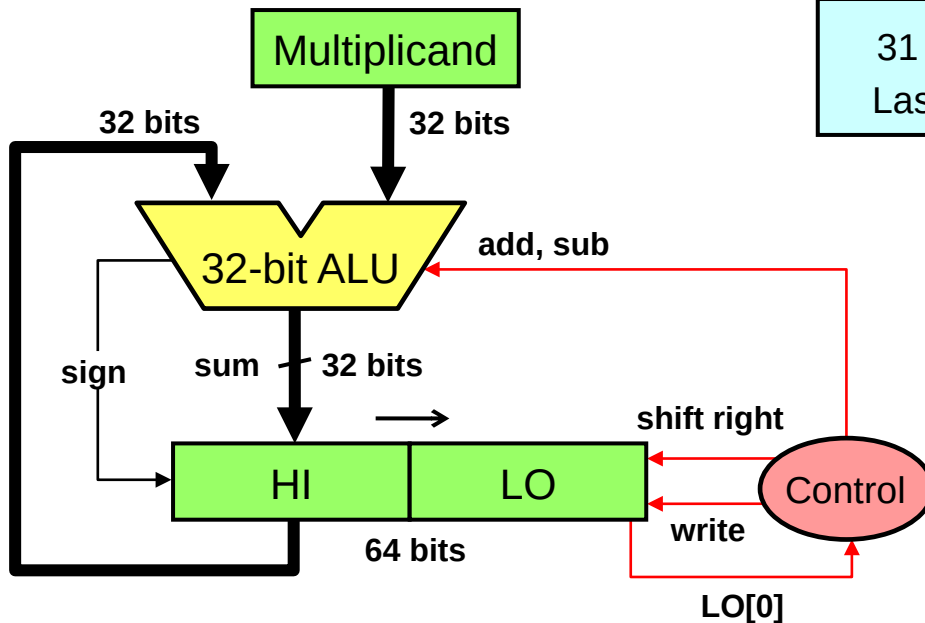 Multiplicand
31
Las
32 bits
32 bits
32-bit ALU
add, sub
sign
sum
32 bits
shift right
HI
LO
Control
write
64 bits
LO[0]